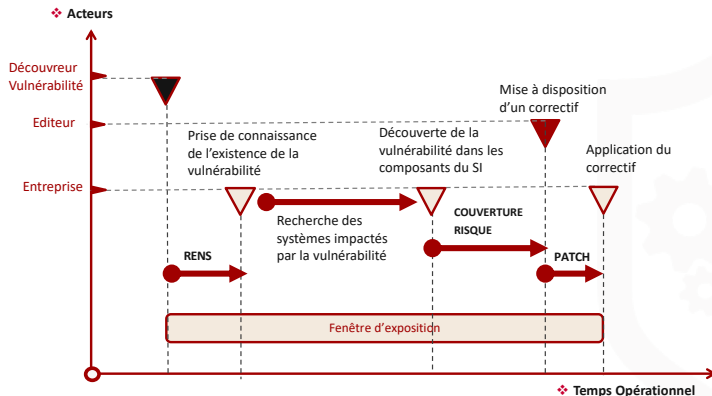 ❖ Acteurs
Découvreur
Vulnérabilité
Editeur
Entreprise
Prise de connaissance
de l'existence de la
vulnérabilité
Découverte de la
vulnérabilité dans les
composants du SI
Mise à disposition
d'un correctif
Application du
correctif
Recherche des
systèmes impactés
par la vulnérabilité
COUVERTURE
RISQUE
RENS
PATCH
Fenêtre d'exposition
❖ Temps Opérationnel